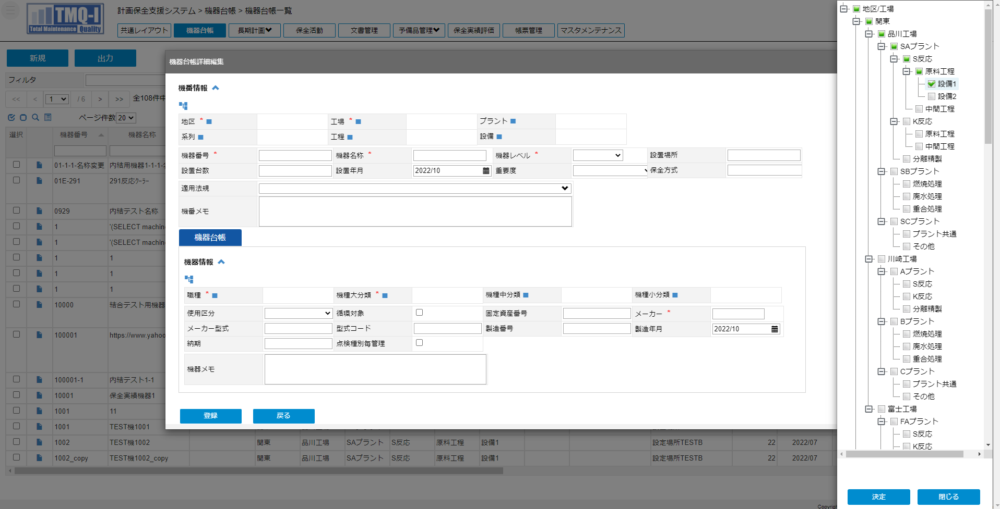 TMQ-I
Total Maintenance Quality
計画保全支援システム > 機器台帳 > 機器台帳一覧
共通レイアウト 機器台帳 長期計画 保全活動 文書管理 予備品管理 保全実績評価 帳票管理 マスタメンテナンス
新規 出力
フィルタ
<< < 1 / 6 > >> 全108件中
ページ件数 20
選択 機器番号 機器名称
01-1-1-名称変更 内結用機器1-1-1-
01E-291 291反応ｸｰﾗｰ
0929 内結テスト名称
1 '(SELECT machin
1 '(SELECT machin
1 1
1 1
1 1
10000 結合テスト用機器
100001 https://www.yahoo
100001-1 内結テスト1-1
10001 保全実績機器1
1001 11
1001 TEST機1001
1002 TEST機1002 関東 品川工場 SAプラント S反応 原料工程 設備1 設定場所TESTB 22 2022/07
1002_copy TEST機1002_copy 関東 品川工場 SAプラント S反応 原料工程 設備1 設定場所TESTB 22 2022/07
機器台帳詳細編集
機番情報
地区 * 工場 * プラント
系列 工程 設備
機器番号 * 機器名称 * 機器レベル * 設置場所
設置台数 設置年月 2022/10 重要度 保全方式
適用法規
機番メモ
機器台帳
機器情報
職種 * 機種大分類 * 機種中分類 機種小分類
使用区分 循環対象 固定資産番号 メーカー *
メーカー型式 型式コード 製造番号 製造年月 2022/10
納期 点検種別毎管理
機器メモ
登録 戻る
地区/工場
関東
品川工場
SAプラント
S反応
原料工程
設備1
設備2
中間工程
K反応
原料工程
中間工程
分離精製
SBプラント
燃焼処理
廃水処理
重合処理
SCプラント
プラント共通
その他
川崎工場
Aプラント
S反応
K反応
分離精製
Bプラント
燃焼処理
廃水処理
重合処理
Cプラント
プラント共通
その他
富士工場
FAプラント
S反応
K反応
決定 閉じる
Copyrigh